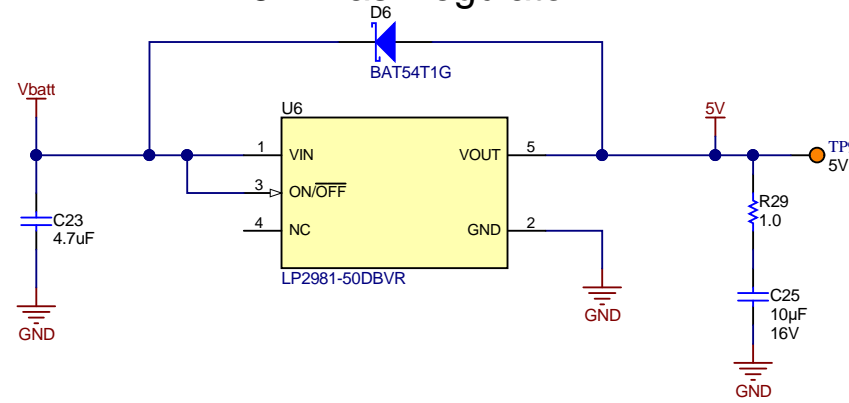 D6
BAT54T1G
Vbatt
U6
5V
1 VIN VOUT 5
TP
5V
3 ON/OFF
C23
4.7uF
R29
1.0
4 NC GND 2
LP2981-50DBVR
C25
10µF
16V
GND
GND
GND